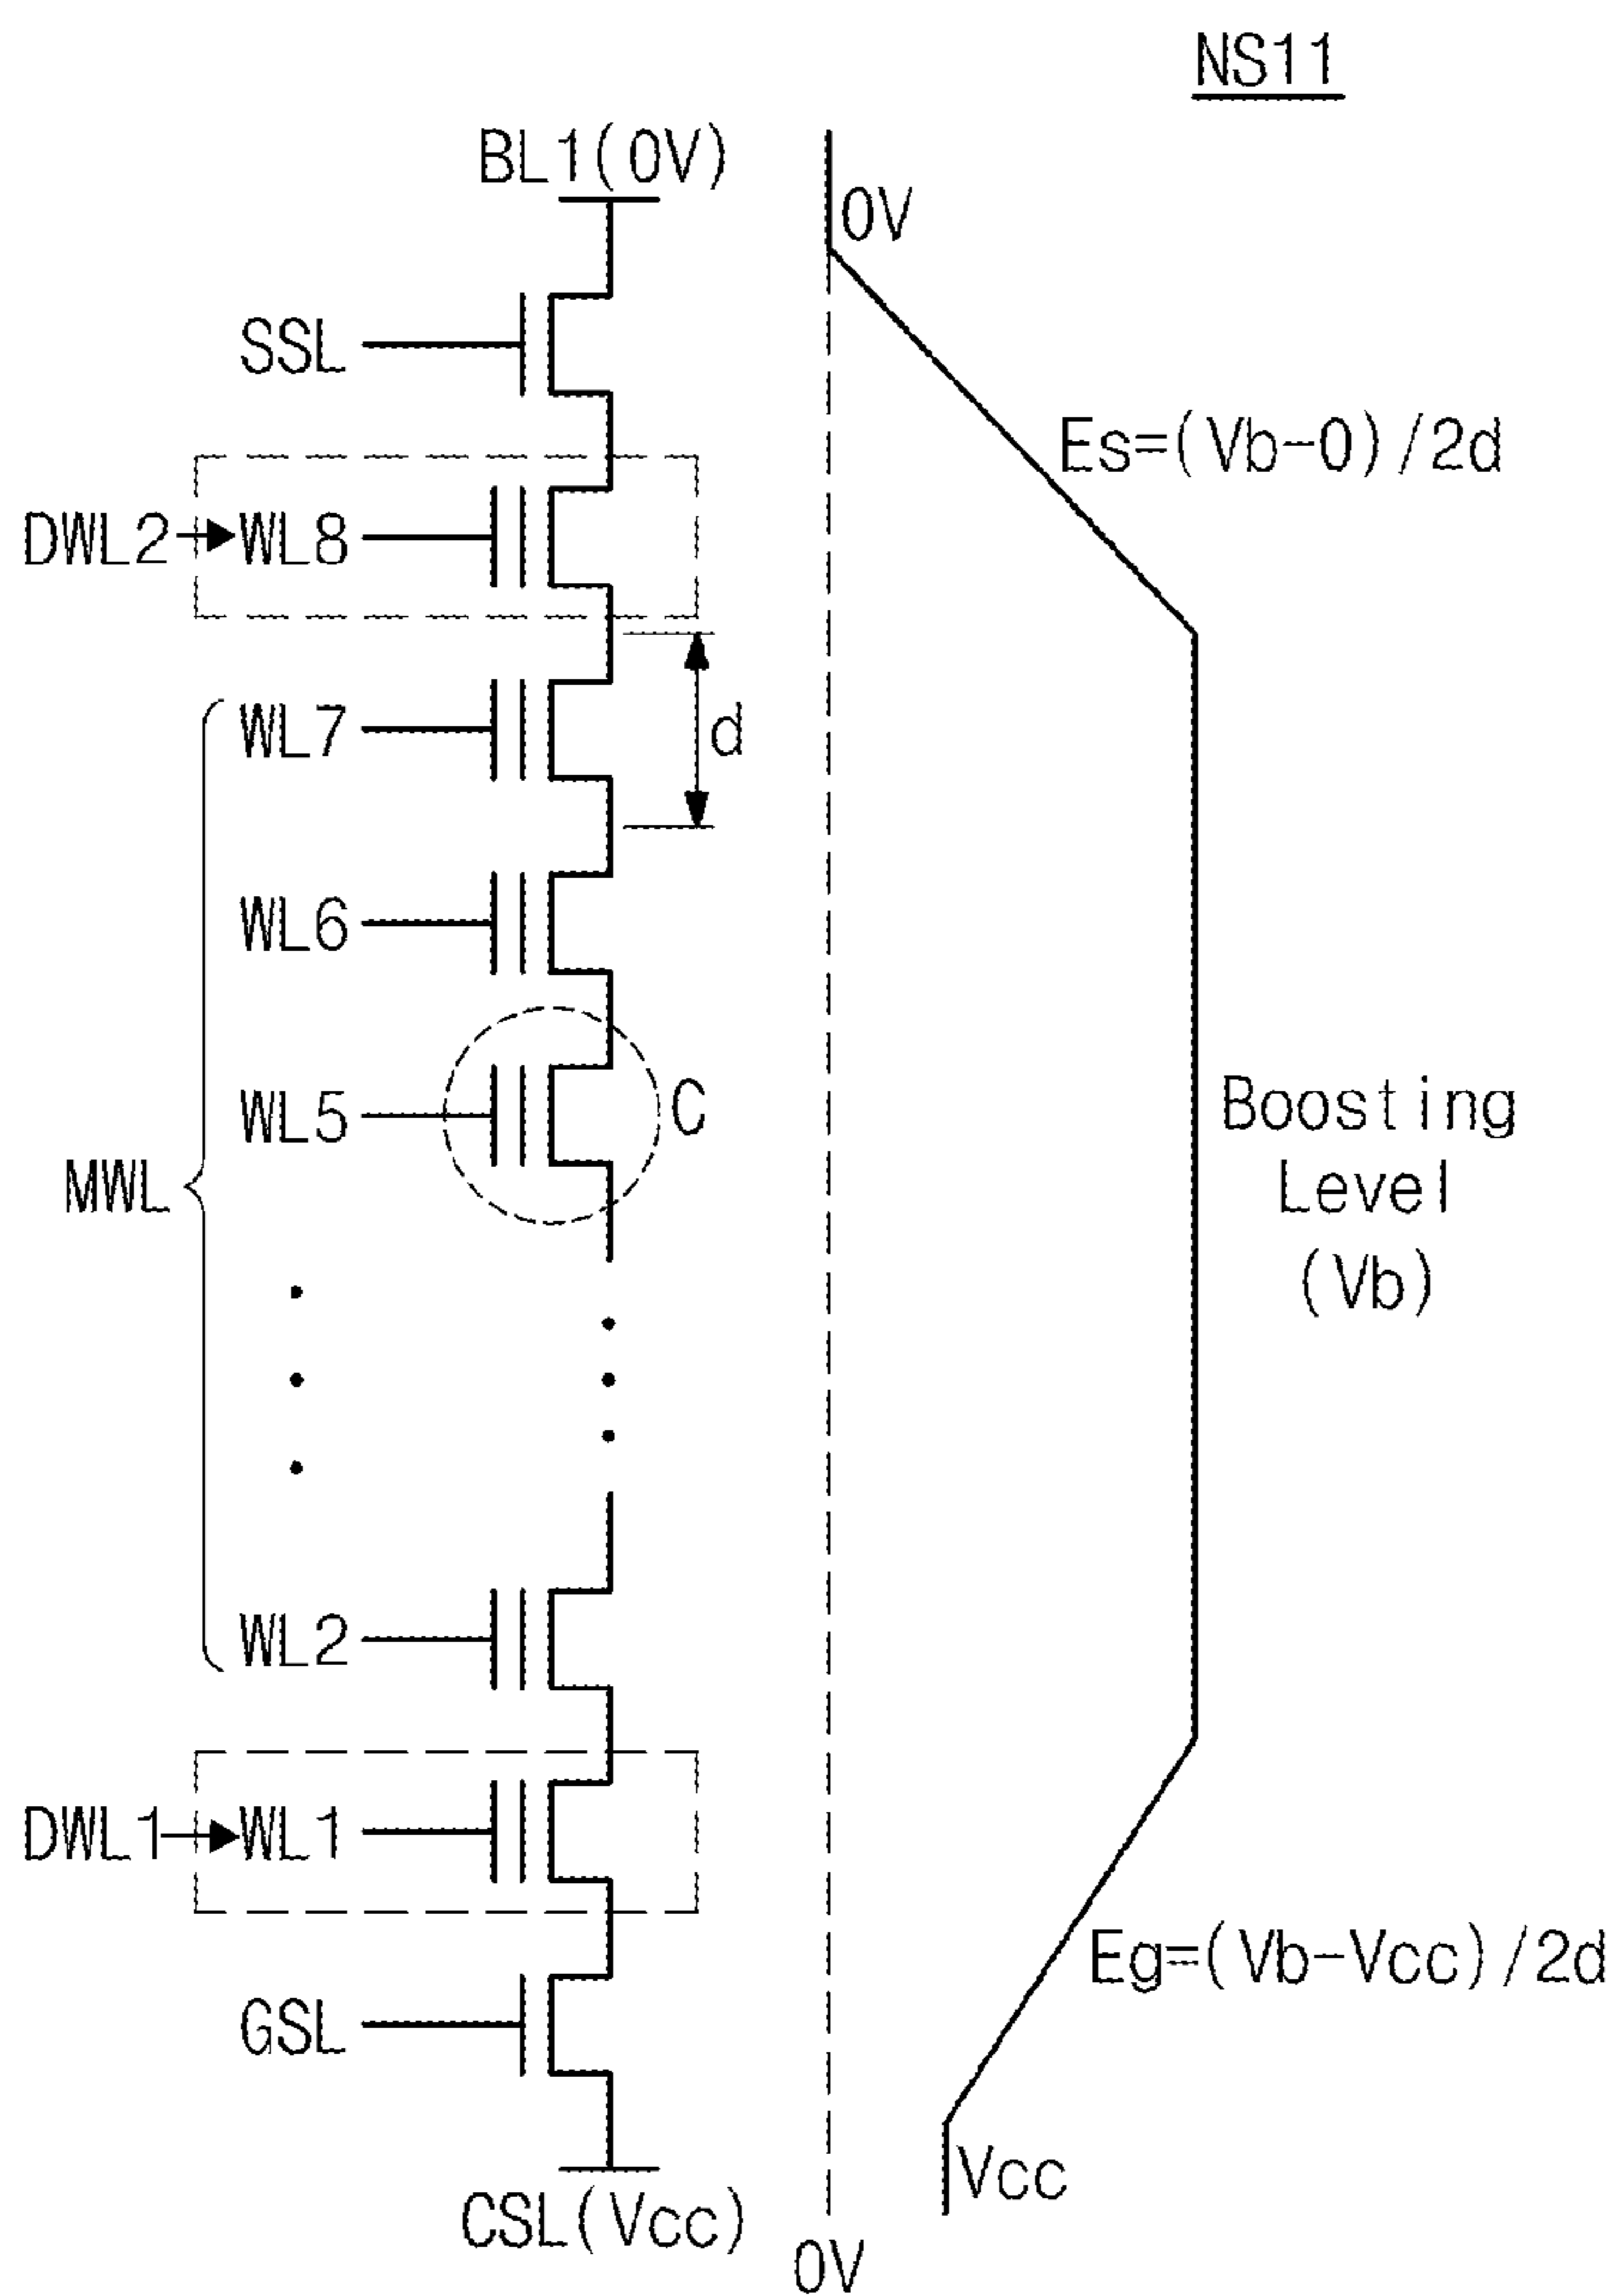 NS11
BL1(0V)
0V
SSL
Es=(Vb-0)/2d
DWL2
WL8
WL7
d
WL6
WL5
C
MWL
Boosting
Level
(Vb)
WL2
DWL1
WL1
Eg=(Vb-Vcc)/2d
GSL
Vcc
CSL(Vcc)
0V